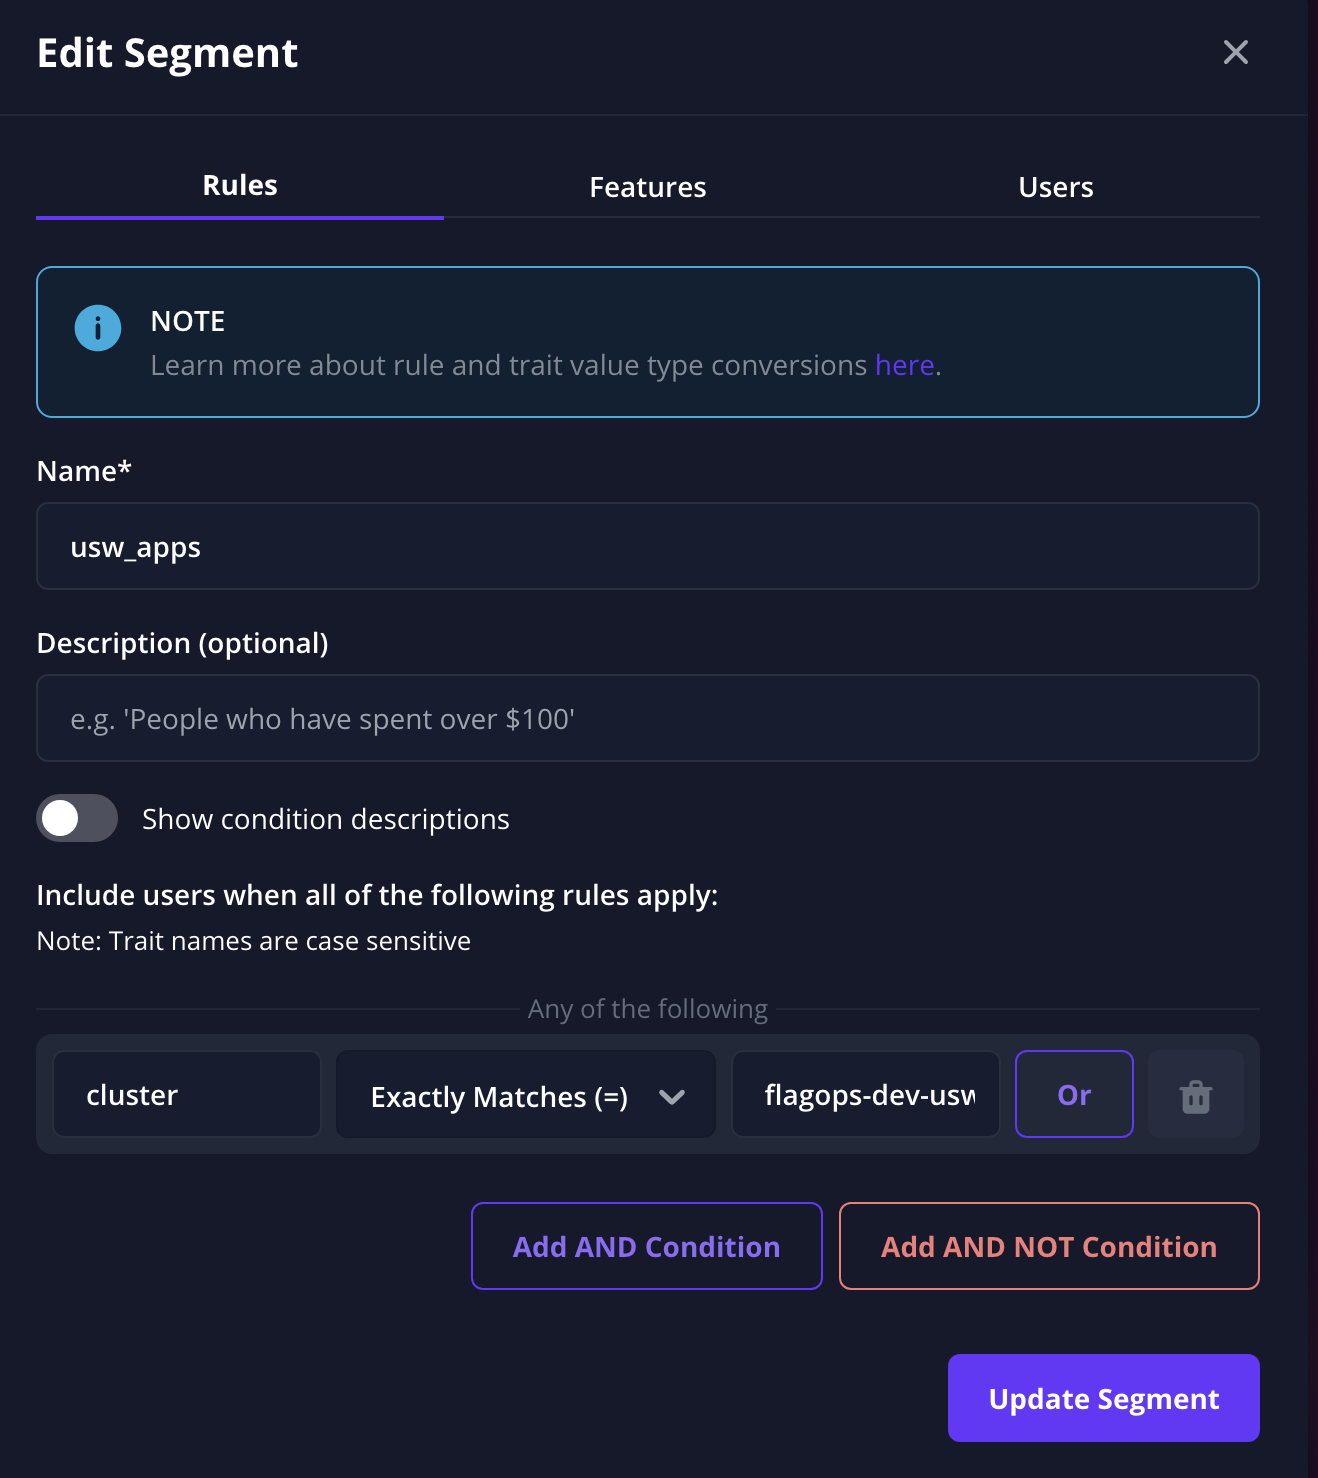 Edit Segment
Rules
Features
Users
NOTE
Learn more about rule and trait value type conversions here.
Name*
usw_apps
Description (optional)
e.g. 'People who have spent over $100'
Show condition descriptions
Include users when all of the following rules apply:
Note: Trait names are case sensitive
Any of the following
cluster
Exactly Matches (=)
flagops-dev-usw
Or
Add AND Condition
Add AND NOT Condition
Update Segment